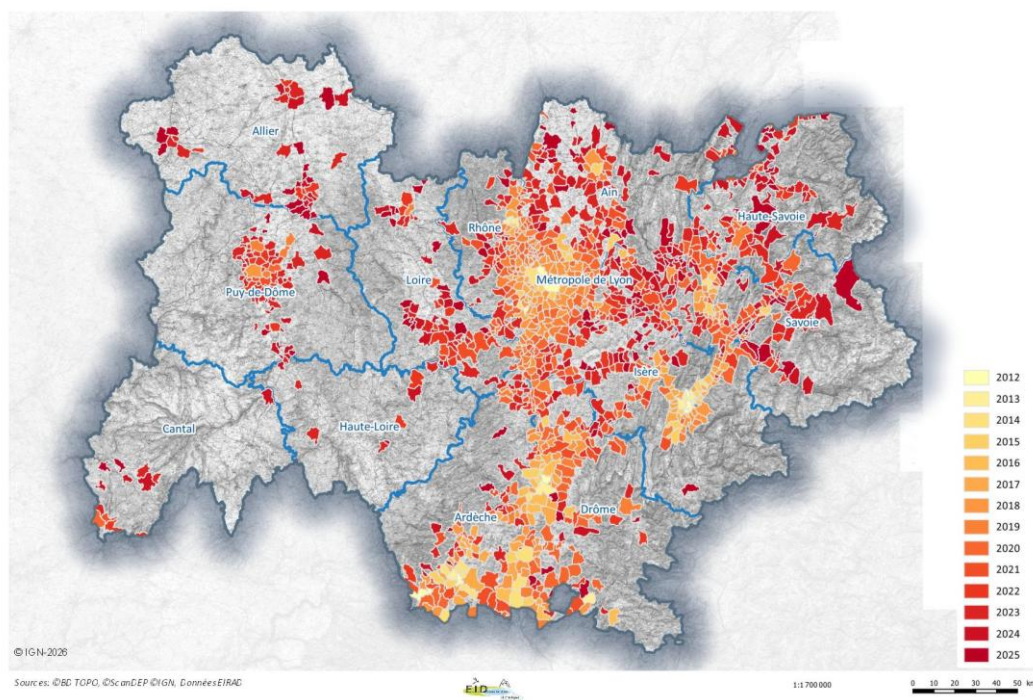 Allier
Ain
Haute-Savoie
Rhône
Loire
Métropole de Lyon
Puy-de-Dôme
Savoie
Isère
Cantal
Haute-Loire
Ardèche
Drôme
2012
2013
2014
2015
2016
2017
2018
2019
2020
2021
2022
2023
2024
2025
© IGN-2026
Sources: ©BD TOPO, ©ScanDEP ©IGN, Données EIRAD
EID
1:1 700 000
0 10 20 30 40 50 km